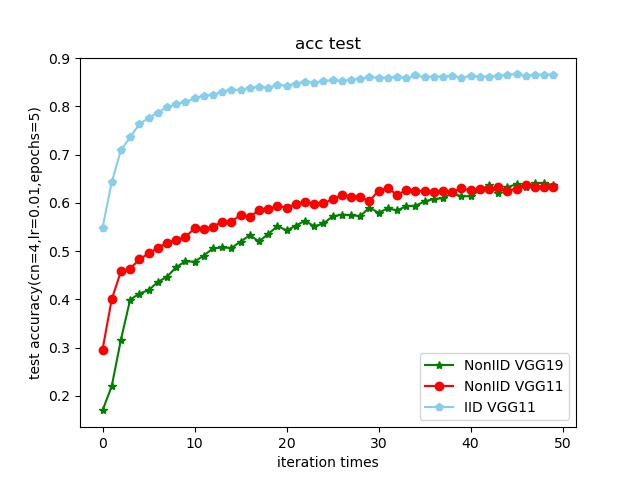 acc test
test accuracy(cn=4,lr=0.01,epochs=5)
0.9
0.8
0.7
0.6
0.5
0.4
0.3
0.2
NonIID VGG19
NonIID VGG11
IID VGG11
0 10 20 30 40 50
iteration times